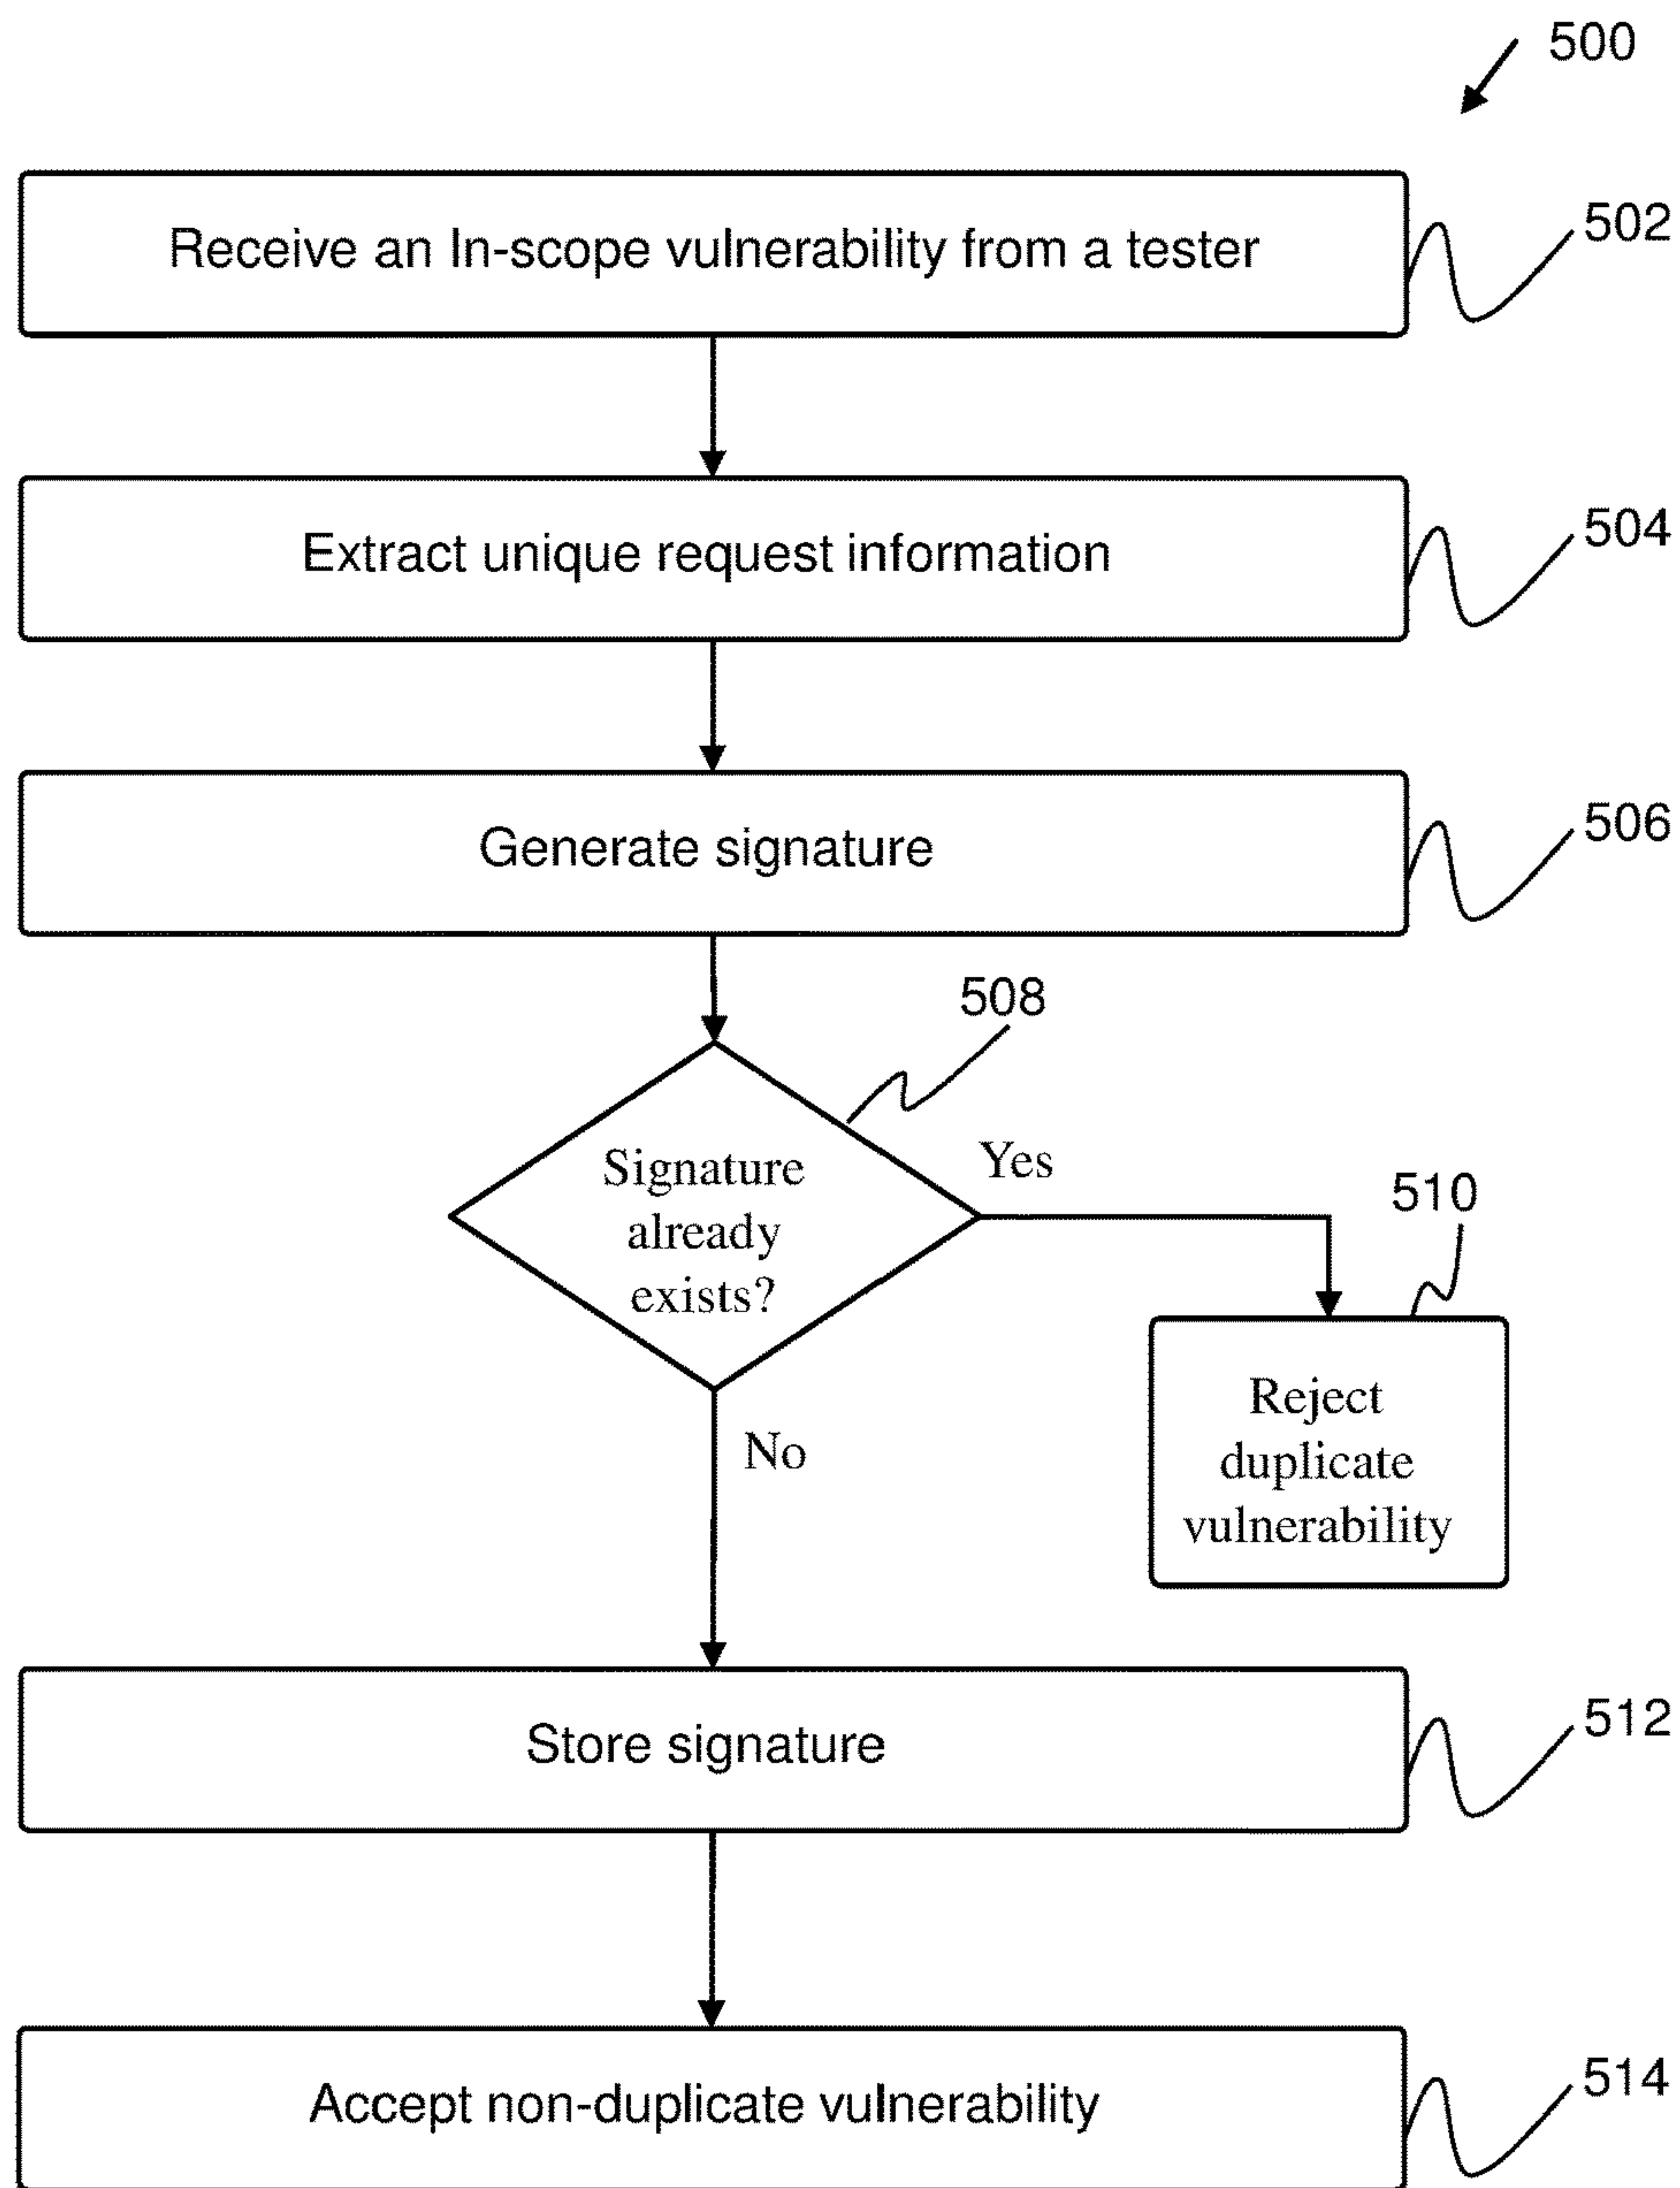 500
Receive an In-scope vulnerability from a tester
502
Extract unique request information
504
Generate signature
506
508
Signature
already
exists?
Yes
510
Reject
duplicate
vulnerability
No
Store signature
512
Accept non-duplicate vulnerability
514